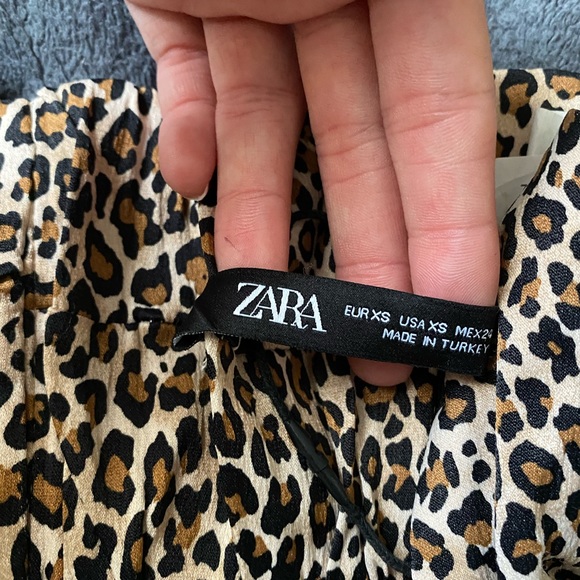 ZARA
EUR XS USA XS MEX 24
MADE IN TURKEY